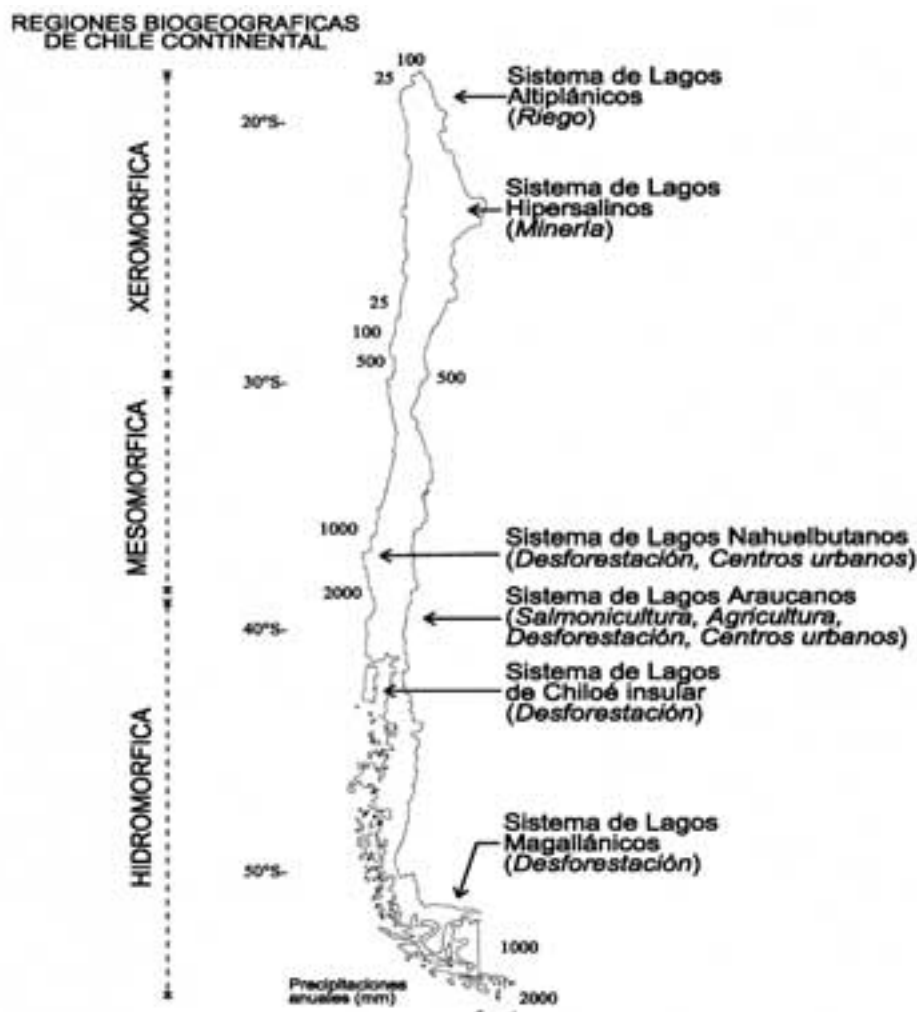 REGIONES BIOGEOGRAFICAS
DE CHILE CONTINENTAL
100
25
Sistema de Lagos
Altiplánicos
(Riego)
20°S-
XEROMORFICA
Sistema de Lagos
Hipersalinos
(Minería)
25
100
500
500
30°S-
MESOMORFICA
1000
Sistema de Lagos Nahuelbutanos
(Desforestación, Centros urbanos)
2000
Sistema de Lagos Araucanos
(Salmonicultura, Agricultura,
Desforestación, Centros urbanos)
40°S-
Sistema de Lagos
de Chiloé insular
(Desforestación)
HIDROMORFICA
Sistema de Lagos
Magallánicos
(Desforestación)
50°S-
1000
Precipitaciones
anuales (mm)
2000